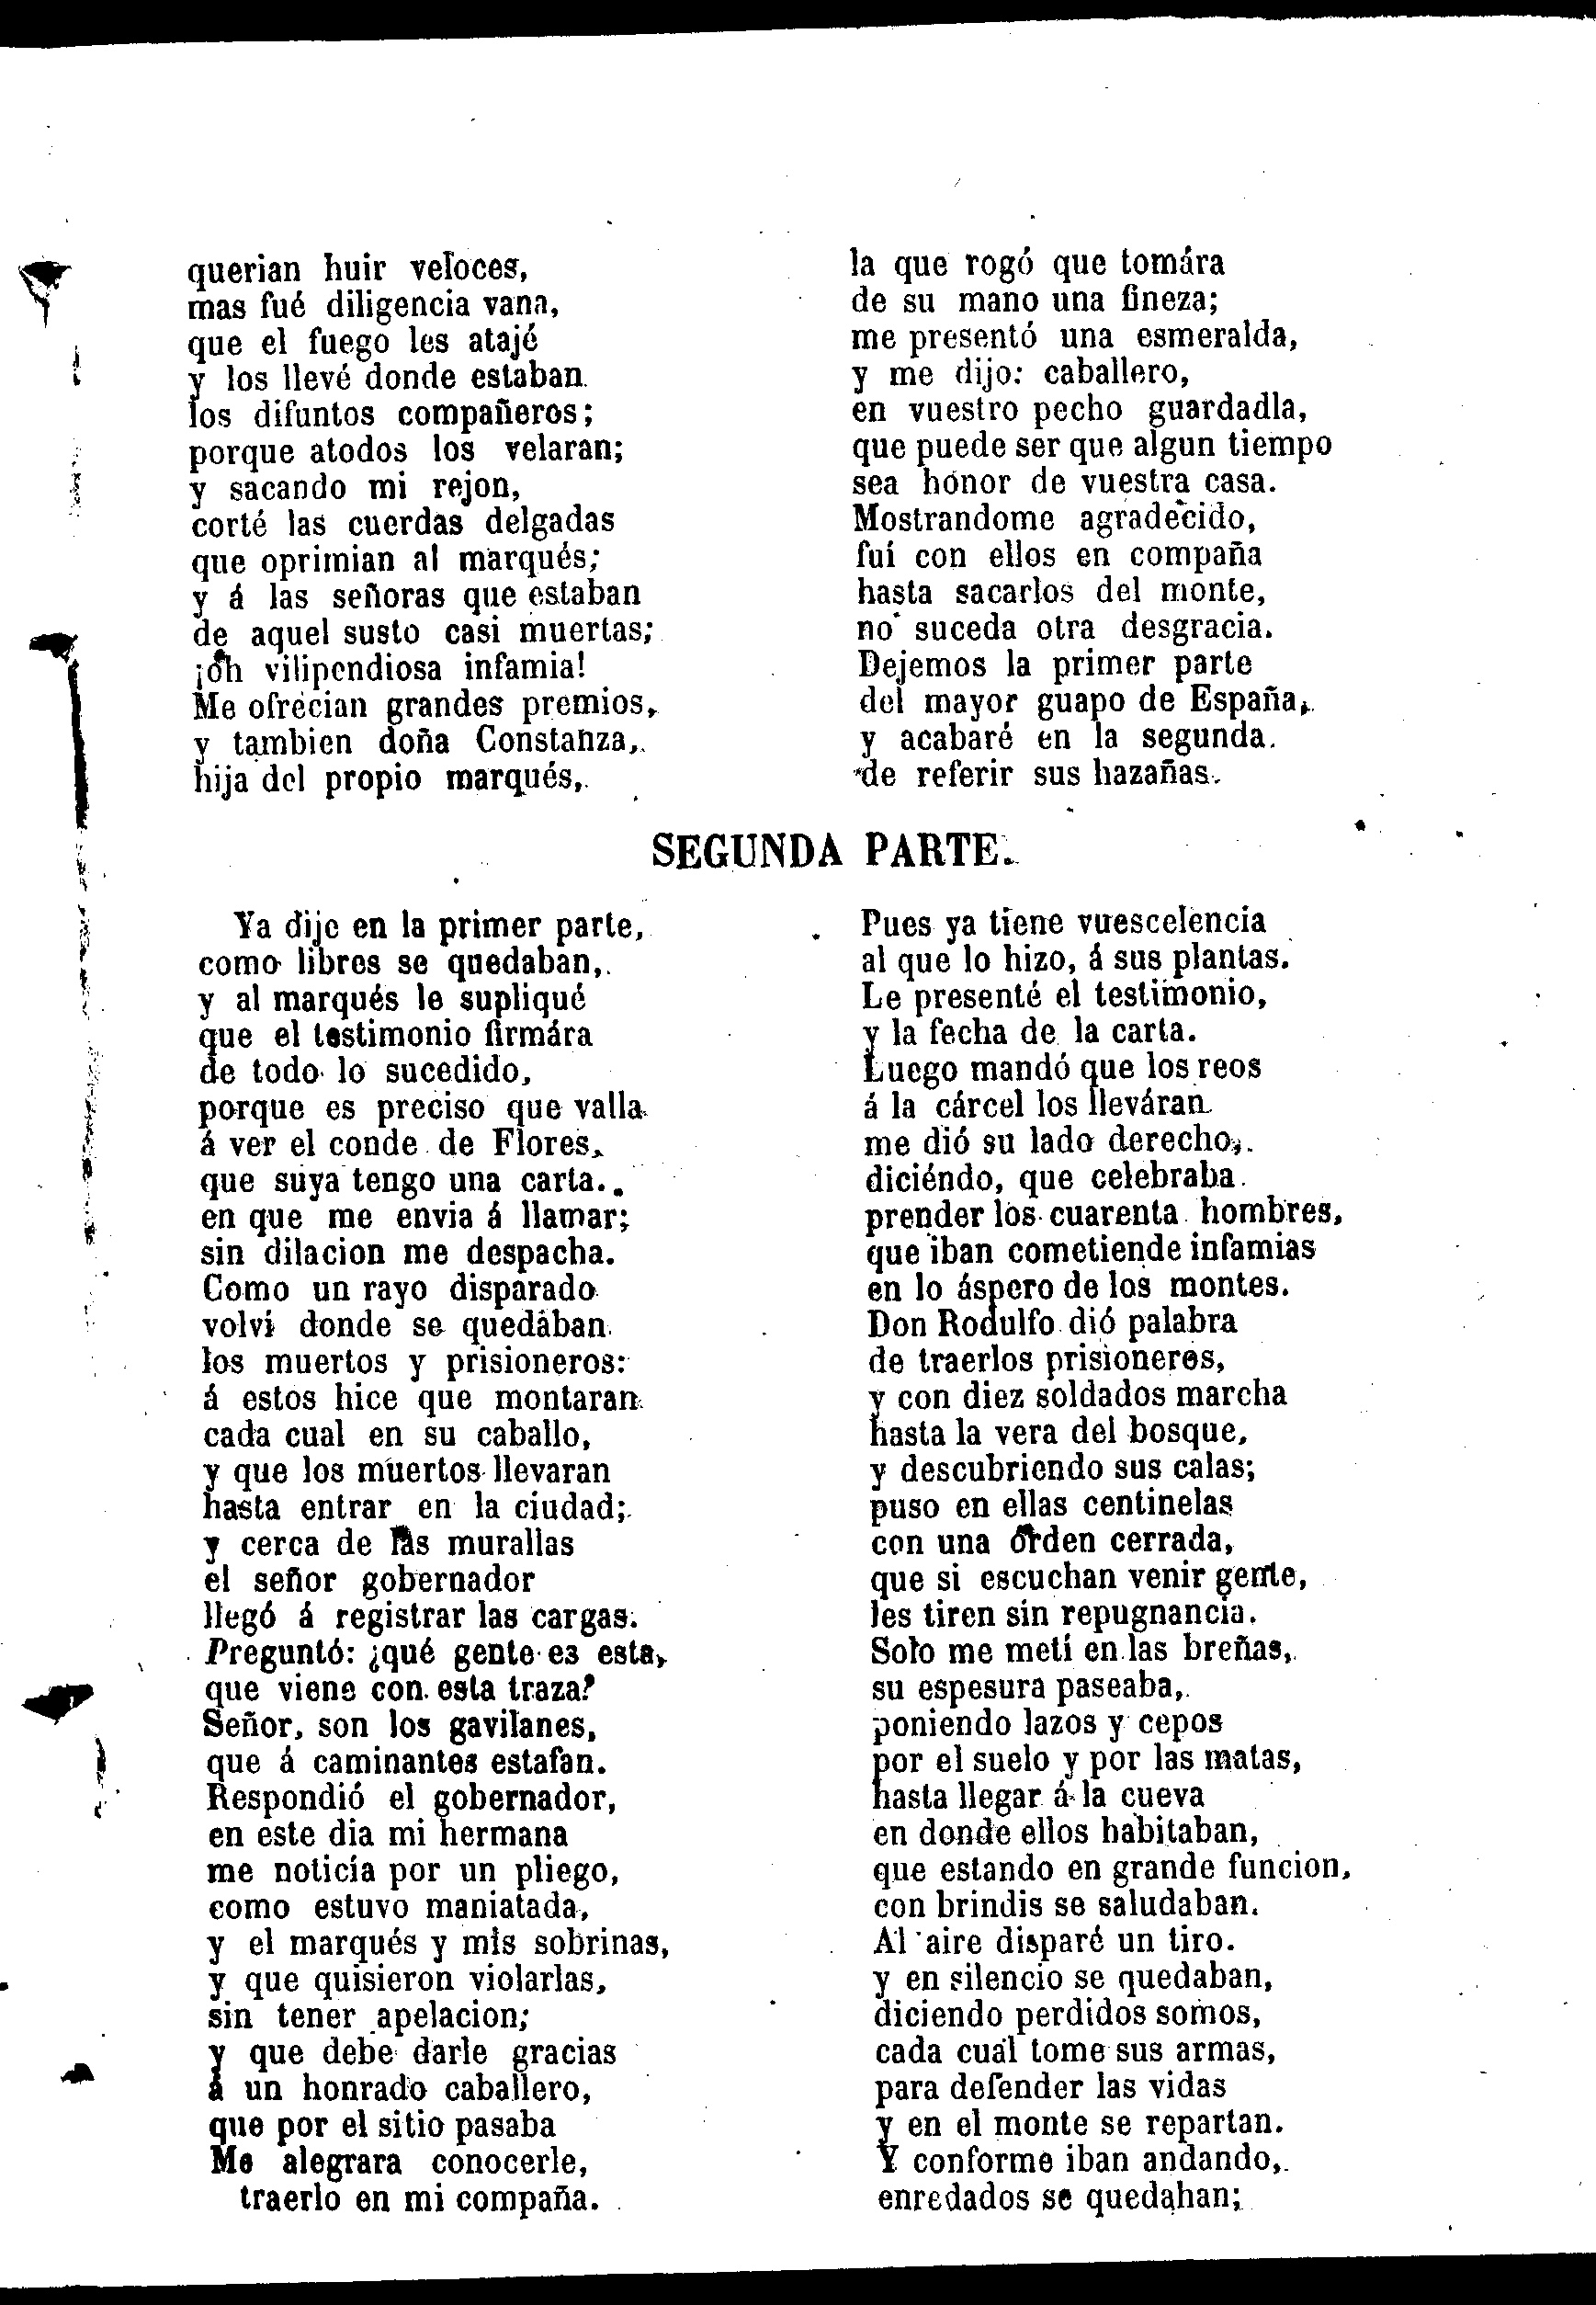 querian huir veloces,
mas fué diligencia vana,
que el fuego les atajé
y los llevé donde estaban
los difuntos compañeros;
porque atodos los velaran;
y sacando mi rejon,
corté las cuerdas delgadas
que oprimian al marqués;
y á las señoras que estaban
de aquel susto casi muertas;
¡oh vilipendiosa infamia!
Me ofrécian grandes premios,
y tambien doña Constanza,
hija del propio marqués,
la que rogó que tomára
de su mano una fineza;
me presentó una esmeralda,
y me dijo: caballero,
en vuestro pecho guardadla,
que puede ser que algun tiempo
sea honor de vuestra casa.
Mostrandome agradecido,
fuí con ellos en compaña
hasta sacarlos del monte,
no suceda otra desgracia.
Dejemos la primer parte
del mayor guapo de España,
y acabaré en la segunda.
de referir sus hazañas.
SEGUNDA PARTE.
Ya dije en la primer parte,
como libres se quedaban,
y al marqués le supliqué
que el testimonio firmára
de todo lo sucedido,
porque es preciso que valla
á ver el conde de Flores,
que suya tengo una carta..
en que me envia á llamar;
sin dilacion me despacha.
Como un rayo disparado
volví donde se quedaban
los muertos y prisioneros:
á estos hice que montaran
cada cual en su caballo,
y que los muertos llevaran
hasta entrar en la ciudad;
y cerca de las murallas
el señor gobernador
llegó á registrar las cargas.
Preguntó: ¿qué gente es esta,
que viene con esta traza?
Señor, son los gavilanes,
que á caminantes estafan.
Respondió el gobernador,
en este dia mi hermana
me noticía por un pliego,
como estuvo maniatada,
y el marqués y mis sobrinas,
y que quisieron violarlas,
sin tener apelacion;
y que debe darle gracias
á un honrado caballero,
que por el sitio pasaba
Me alegrara conocerle,
traerlo en mi compaña.
Pues ya tiene vuescelencia
al que lo hizo, á sus plantas.
Le presenté el testimonio,
y la fecha de la carta.
Luego mandó que los reos
á la cárcel los lleváran
me dió su lado derecho,
diciéndo, que celebraba
prender los cuarenta hombres,
que iban cometiende infamias
en lo áspero de los montes.
Don Rodulfo dió palabra
de traerlos prisioneros,
y con diez soldados marcha
hasta la vera del bosque,
y descubriendo sus calas;
puso en ellas centinelas
con una órden cerrada,
que si escuchan venir gente,
les tiren sin repugnancia.
Solo me metí en las breñas,
su espesura paseaba,
poniendo lazos y cepos
por el suelo y por las matas,
hasta llegar á la cueva
en donde ellos habitaban,
que estando en grande funcion,
con brindis se saludaban.
Al aire disparé un tiro.
y en silencio se quedaban,
diciendo perdidos somos,
cada cual tome sus armas,
para defender las vidas
y en el monte se repartan.
Y conforme iban andando,
enredados se quedahan;